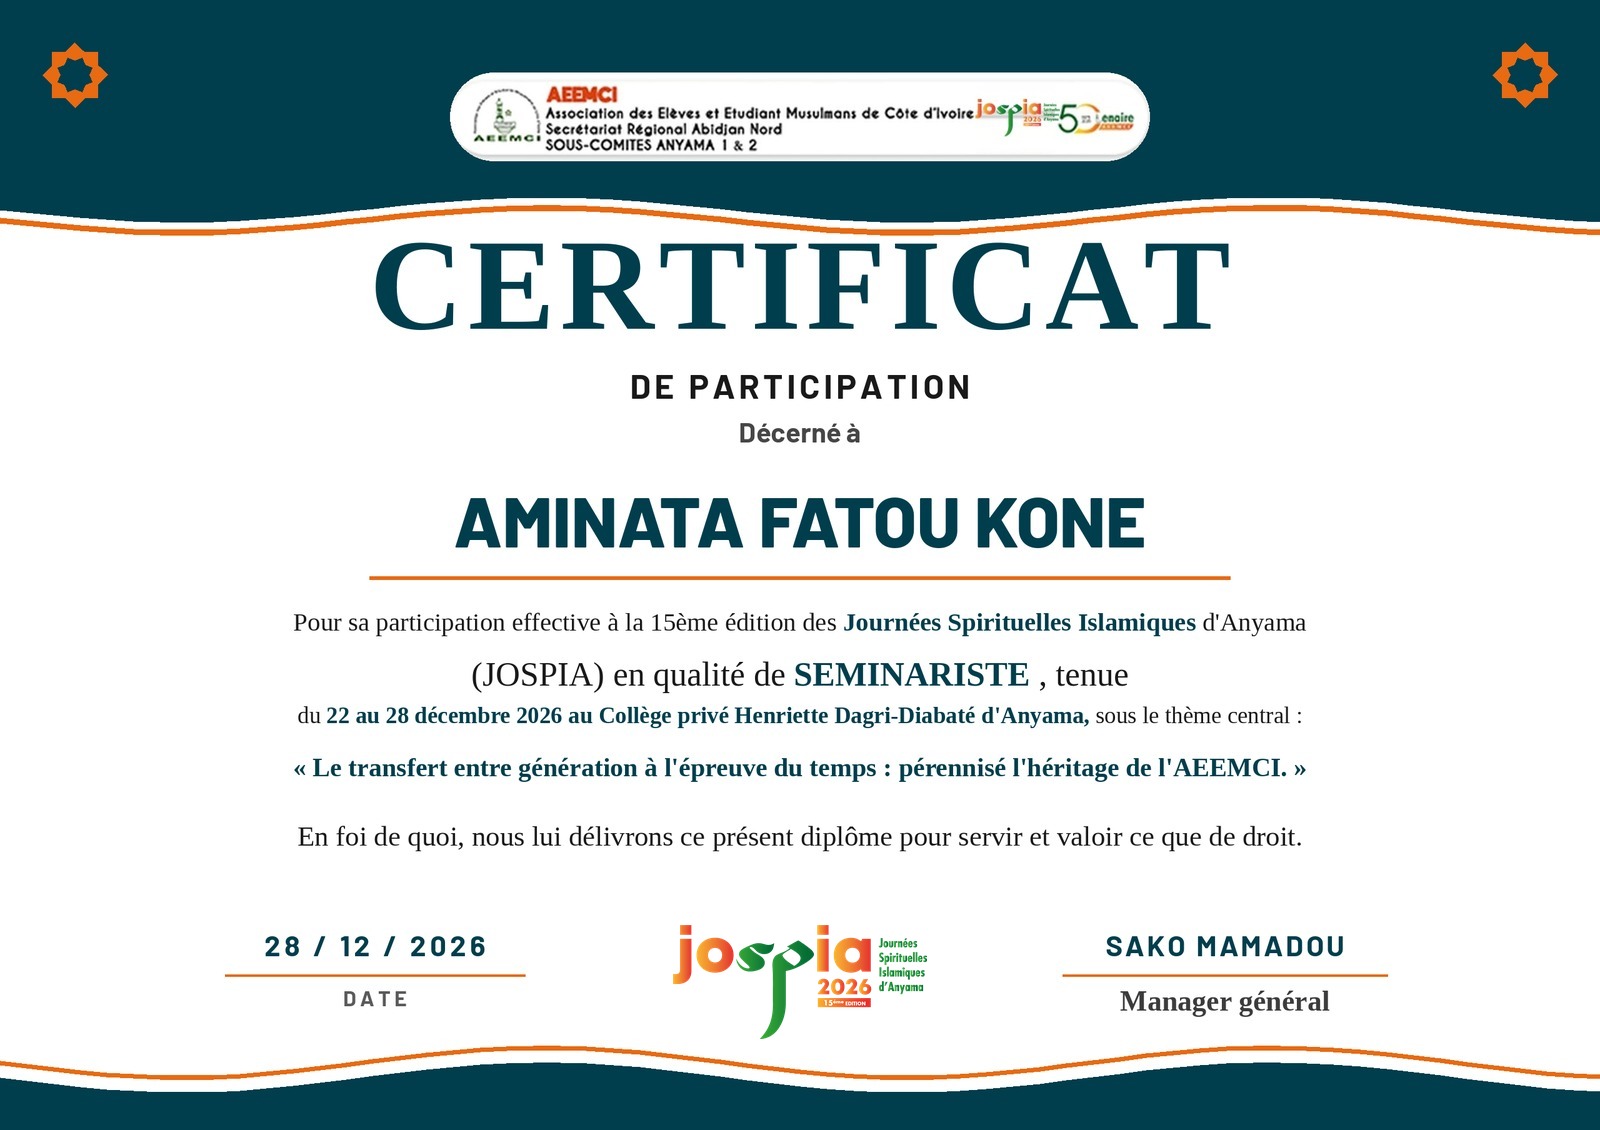 AEEMCI
Association des Elèves et Etudiant Musulmans de Côte d'Ivoire
Secrétariat Régional Abidjan Nord
SOUS-COMITES ANYAMA 1 & 2
AEEMCI
jospia
2026
50enaire
CERTIFICAT
DE PARTICIPATION
Décerné à
AMINATA FATOU KONE
Pour sa participation effective à la 15ème édition des Journées Spirituelles Islamiques d'Anyama
(JOSPIA) en qualité de SEMINARISTE , tenue
du 22 au 28 décembre 2026 au Collège privé Henriette Dagri-Diabaté d'Anyama, sous le thème central :
« Le transfert entre génération à l'épreuve du temps : pérennisé l'héritage de l'AEEMCI. »
En foi de quoi, nous lui délivrons ce présent diplôme pour servir et valoir ce que de droit.
28 / 12 / 2026
DATE
jospia
2026
15ème EDITION
Journées
Spirituelles
Islamiques
d'Anyama
SAKO MAMADOU
Manager général